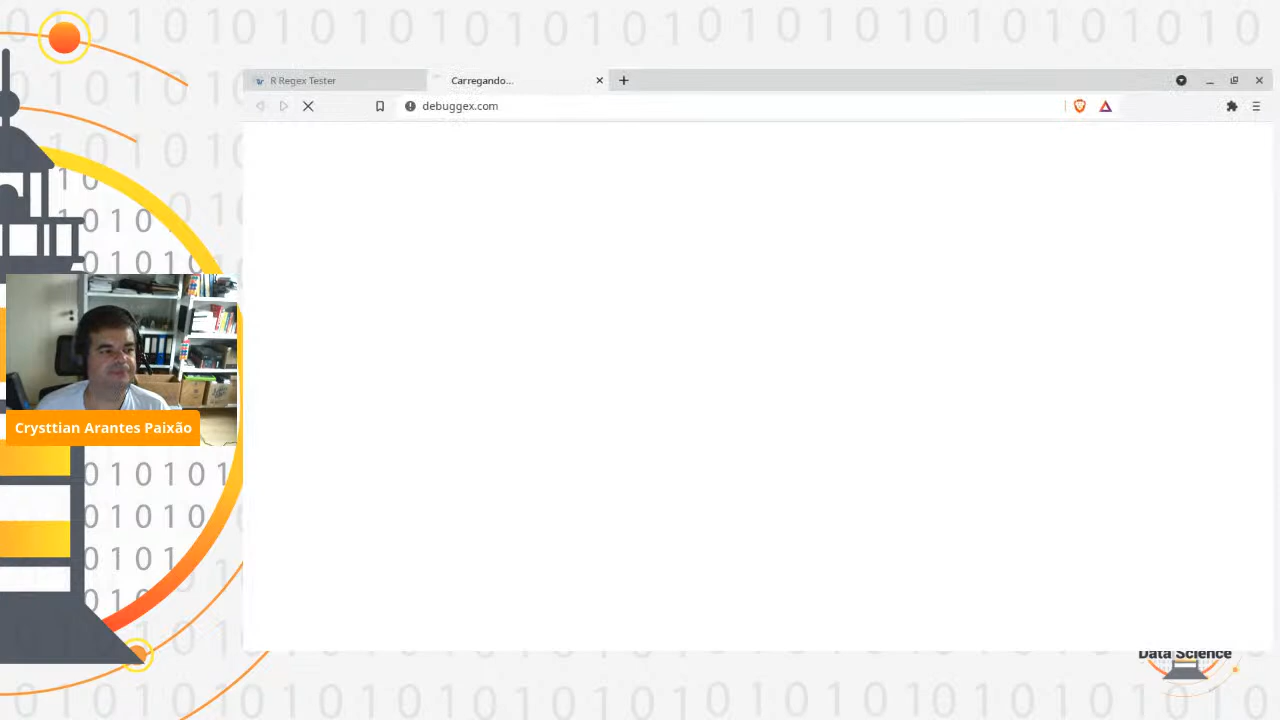 R Regex Tester
Carregando...
debuggex.com
Crysttian Arantes Paixão
Data Science